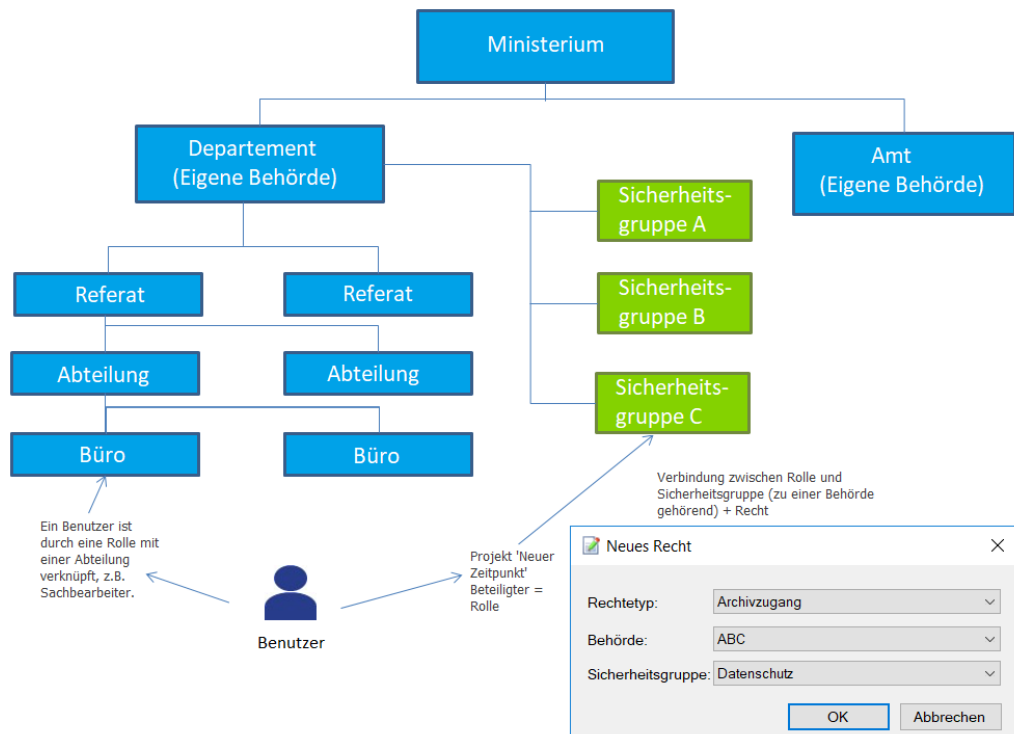 Ministerium
Departement
(Eigene Behörde)
Amt
(Eigene Behörde)
Sicherheits-
gruppe A
Referat
Referat
Sicherheits-
gruppe B
Abteilung
Abteilung
Sicherheits-
gruppe C
Büro
Büro
Verbindung zwischen Rolle und
Sicherheitsgruppe (zu einer Behörde
gehörend) + Recht
Ein Benutzer ist
durch eine Rolle mit
einer Abteilung
verknüpft, z.B.
Sachbearbeiter.
Benutzer
Projekt 'Neuer
Zeitpunkt'
Beteiligter =
Rolle
Neues Recht
Rechtetyp: Archivzugang
Behörde: ABC
Sicherheitsgruppe: Datenschutz
OK Abbrechen